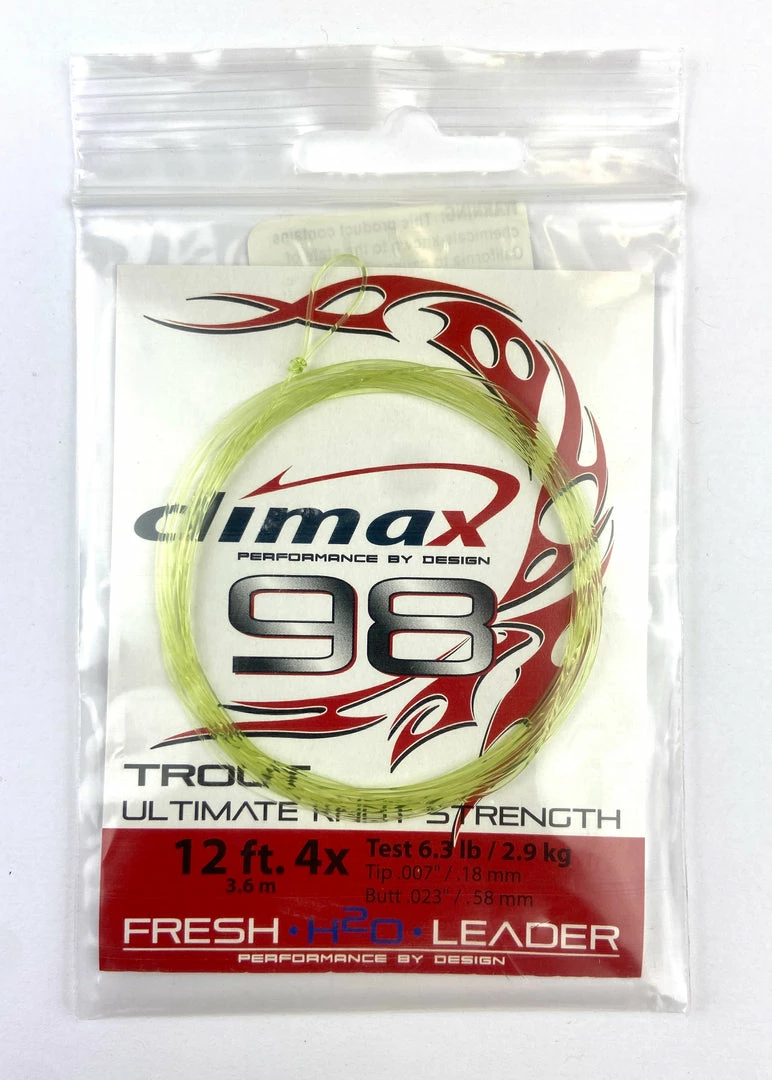 WARNING: This product contains
chemicals known to the state of
California
climax
PERFORMANCE BY DESIGN
98
TROUT
ULTIMATE KNOT STRENGTH
12 ft. 4x
3.6 m
Test 6.3 lb / 2.9 kg
Tip .007" / .18 mm
Butt .023" / .58 mm
FRESH • H2O • LEADER
PERFORMANCE BY DESIGN